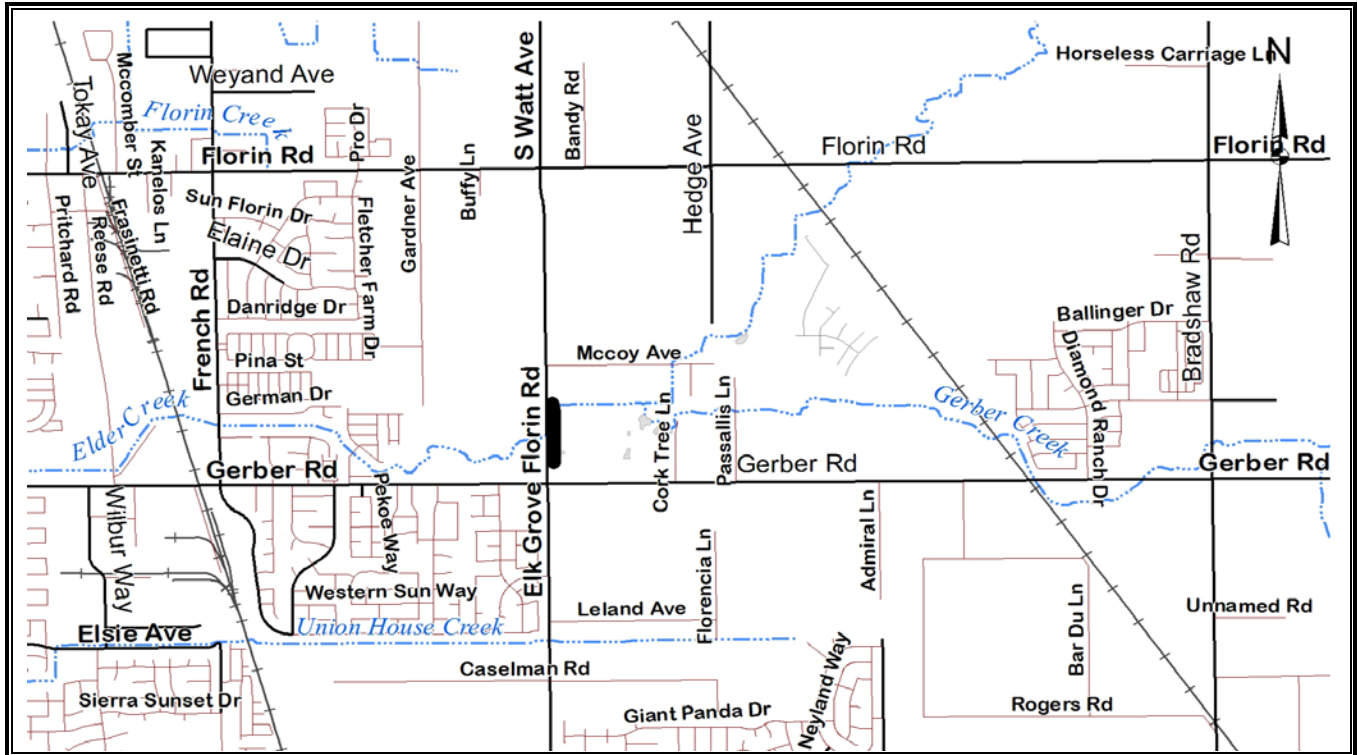 Horseless Carriage Ln
N
Weyand Ave
Mccomber St
Tokay Ave
Florin Creek
Pro Dr
S Watt Ave
Bandy Rd
Hedge Ave
Florin Rd
Florin Rd
Florin Rd
Kanelos Ln
Buffy Ln
Gardner Ave
Sun Florin Dr
Elaine Dr
Fletcher Farm Dr
Pritchard Rd
Reese Rd
Frasinetti Rd
French Rd
Danridge Dr
Ballinger Dr
Bradshaw Rd
Diamond Ranch Dr
Pina St
Mccoy Ave
German Dr
Elder Creek
Gerber Creek
Elk Grove Florin Rd
Cork Tree Ln
Passallis Ln
Gerber Rd
Gerber Rd
Gerber Rd
Wilbur Way
Pekoe Way
Admiral Ln
Florencia Ln
Western Sun Way
Leland Ave
Unnamed Rd
Elsie Ave
Union House Creek
Bar Du Ln
Caselman Rd
Neyland Way
Sierra Sunset Dr
Giant Panda Dr
Rogers Rd